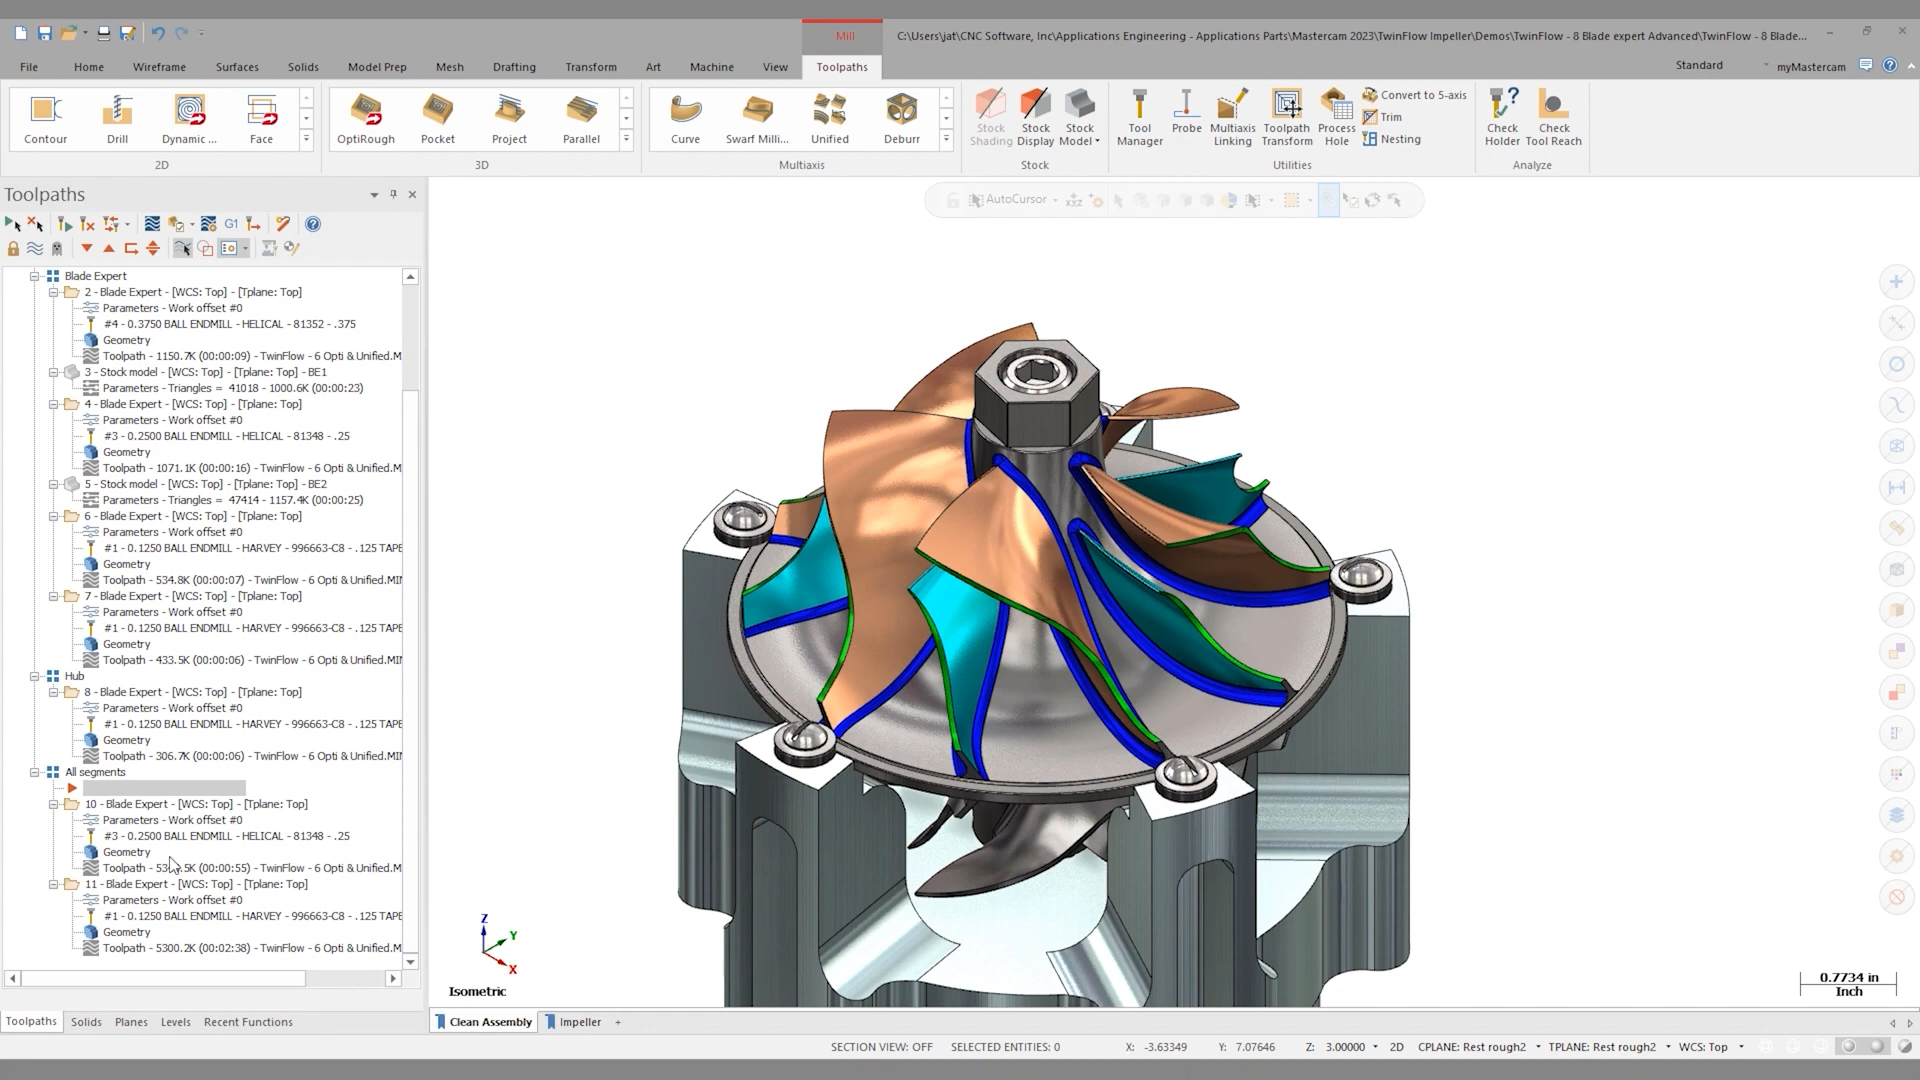 Mill
C:\Users\jat\CNC Software, Inc\Applications Engineering - Applications Parts\Mastercam 2023\TwinFlow Impeller\Demos\TwinFlow - 8 Blade expert Advanced\TwinFlow - 8 Blade...
File Home Wireframe Surfaces Solids Model Prep Mesh Drafting Transform Art Machine View Toolpaths
Standard myMastercam
Contour Drill Dynamic ... Face
2D
OptiRough Pocket Project Parallel
3D
Curve Swarf Milli... Unified Deburr
Multiaxis
Stock Shading Stock Display Stock Model
Stock
Tool Manager Probe Multiaxis Linking Toolpath Transform Process Hole
Convert to 5-axis
Trim
Nesting
Utilities
Check Holder Check Tool Reach
Analyze
Toolpaths
G1
AutoCursor
Blade Expert
2 - Blade Expert - [WCS: Top] - [Tplane: Top]
Parameters - Work offset #0
#4 - 0.3750 BALL ENDMILL - HELICAL - 81352 - .375
Geometry
Toolpath - 1150.7K (00:00:09) - TwinFlow - 6 Opti & Unified.M
3 - Stock model - [WCS: Top] - [Tplane: Top] - BE1
Parameters - Triangles = 41018 - 1000.6K (00:00:23)
4 - Blade Expert - [WCS: Top] - [Tplane: Top]
Parameters - Work offset #0
#3 - 0.2500 BALL ENDMILL - HELICAL - 81348 - .25
Geometry
Toolpath - 1071.1K (00:00:16) - TwinFlow - 6 Opti & Unified.M
5 - Stock model - [WCS: Top] - [Tplane: Top] - BE2
Parameters - Triangles = 47414 - 1157.4K (00:00:25)
6 - Blade Expert - [WCS: Top] - [Tplane: Top]
Parameters - Work offset #0
#1 - 0.1250 BALL ENDMILL - HARVEY - 996663-C8 - .125 TAPE
Geometry
Toolpath - 534.8K (00:00:07) - TwinFlow - 6 Opti & Unified.MI
7 - Blade Expert - [WCS: Top] - [Tplane: Top]
Parameters - Work offset #0
#1 - 0.1250 BALL ENDMILL - HARVEY - 996663-C8 - .125 TAPE
Geometry
Toolpath - 433.5K (00:00:06) - TwinFlow - 6 Opti & Unified.MI
Hub
8 - Blade Expert - [WCS: Top] - [Tplane: Top]
Parameters - Work offset #0
#1 - 0.1250 BALL ENDMILL - HARVEY - 996663-C8 - .125 TAPE
Geometry
Toolpath - 306.7K (00:00:06) - TwinFlow - 6 Opti & Unified.MI
All segments
10 - Blade Expert - [WCS: Top] - [Tplane: Top]
Parameters - Work offset #0
#3 - 0.2500 BALL ENDMILL - HELICAL - 81348 - .25
Geometry
Toolpath - (00:00:55) - TwinFlow - 6 Opti & Unified.M
11 - Blade Expert - [WCS: Top] - [Tplane: Top]
Parameters - Work offset #0
#1 - 0.1250 BALL ENDMILL - HARVEY - 996663-C8 - .125 TAPE
Geometry
Toolpath - 5300.2K (00:02:38) - TwinFlow - 6 Opti & Unified.M
Z
Y
X
Isometric
0.7734 in
Inch
Toolpaths Solids Planes Levels Recent Functions
Clean Assembly Impeller +
SECTION VIEW: OFF SELECTED ENTITIES: 0 X: -3.63349 Y: 7.07646 Z: 3.00000 2D CPLANE: Rest rough2 TPLANE: Rest rough2 WCS: Top